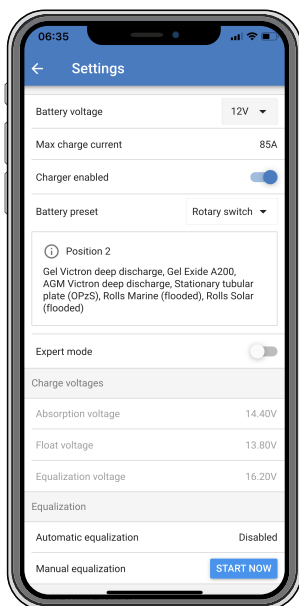 06:35
Settings
Battery voltage 12V
Max charge current 85A
Charger enabled
Battery preset Rotary switch
Position 2
Gel Victron deep discharge, Gel Exide A200,
AGM Victron deep discharge, Stationary tubular
plate (OPzS), Rolls Marine (flooded), Rolls Solar
(flooded)
Expert mode
Charge voltages
Absorption voltage 14.40V
Float voltage 13.80V
Equalization voltage 16.20V
Equalization
Automatic equalization Disabled
Manual equalization START NOW